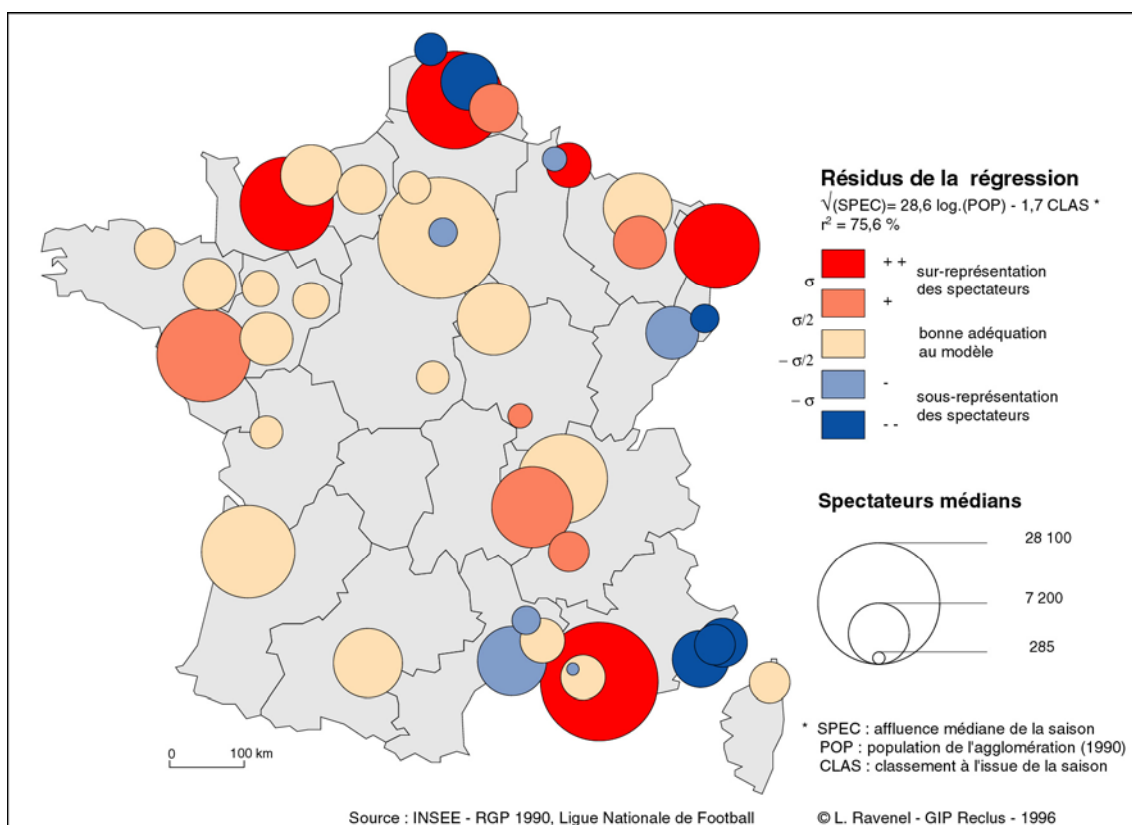 Résidus de la régression
√(SPEC)= 28,6 log.(POP) - 1,7 CLAS *
r² = 75,6 %
+ +
sur-représentation
des spectateurs
σ
+
σ/2
bonne adéquation
au modèle
– σ/2
-
– σ
sous-représentation
des spectateurs
- -
Spectateurs médians
28 100
7 200
285
* SPEC : affluence médiane de la saison
POP : population de l'agglomération (1990)
CLAS : classement à l'issue de la saison
0 100 km
Source : INSEE - RGP 1990, Ligue Nationale de Football © L. Ravenel - GIP Reclus - 1996